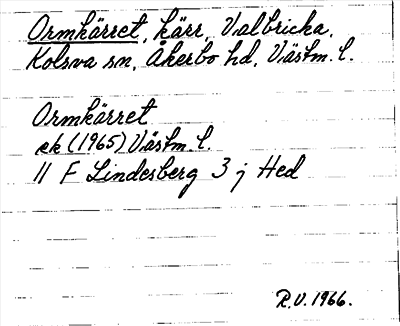 Ormkärret, kärr, Valbricka,
Kolsva sn, Åkerbo hd, Västm. l.
Ormkärret
ek (1965) Västm. l.
11 F Lindesberg 3 j Hed
R.V. 1966.